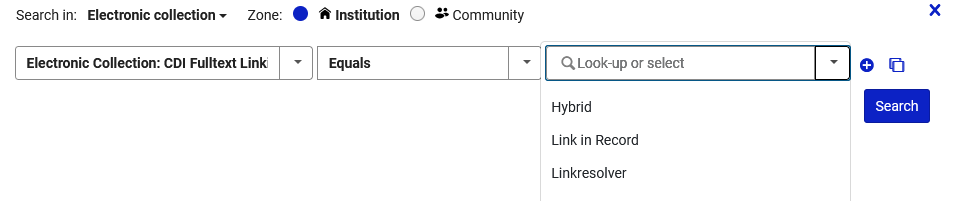 Search in: Electronic collection Zone: Institution Community
Electronic Collection: CDI Fulltext Link Equals Look-up or select
Hybrid
Search
Link in Record
Linkresolver